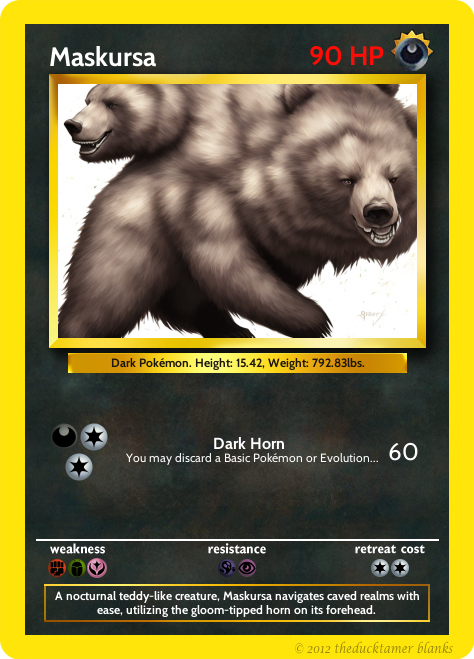 Maskursa
90 HP
Dark Pokémon. Height: 15.42, Weight: 792.83lbs.
Dark Horn
You may discard a Basic Pokémon or Evolution...
60
weakness
resistance
retreat cost
A nocturnal teddy-like creature, Maskursa navigates caved realms with
ease, utilizing the gloom-tipped horn on its forehead.
© 2012 theducktamer blanks